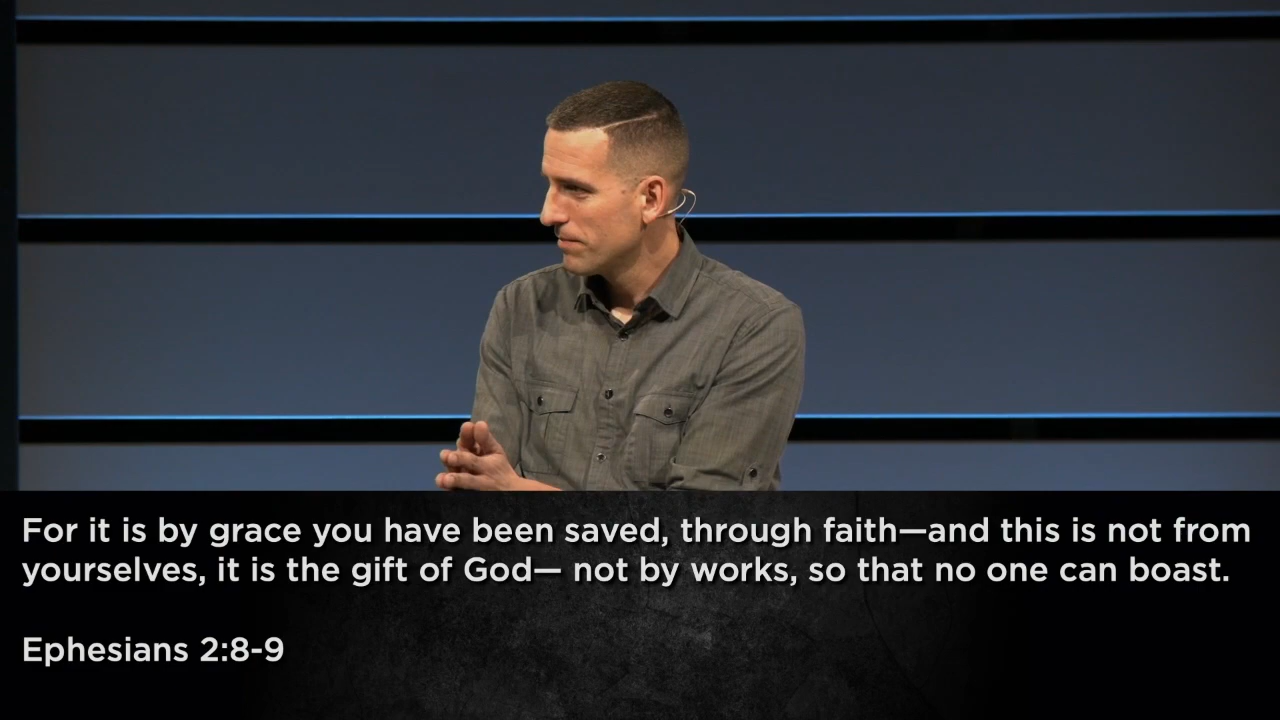 For it is by grace you have been saved, through faith—and this is not from
yourselves, it is the gift of God— not by works, so that no one can boast.
Ephesians 2:8-9